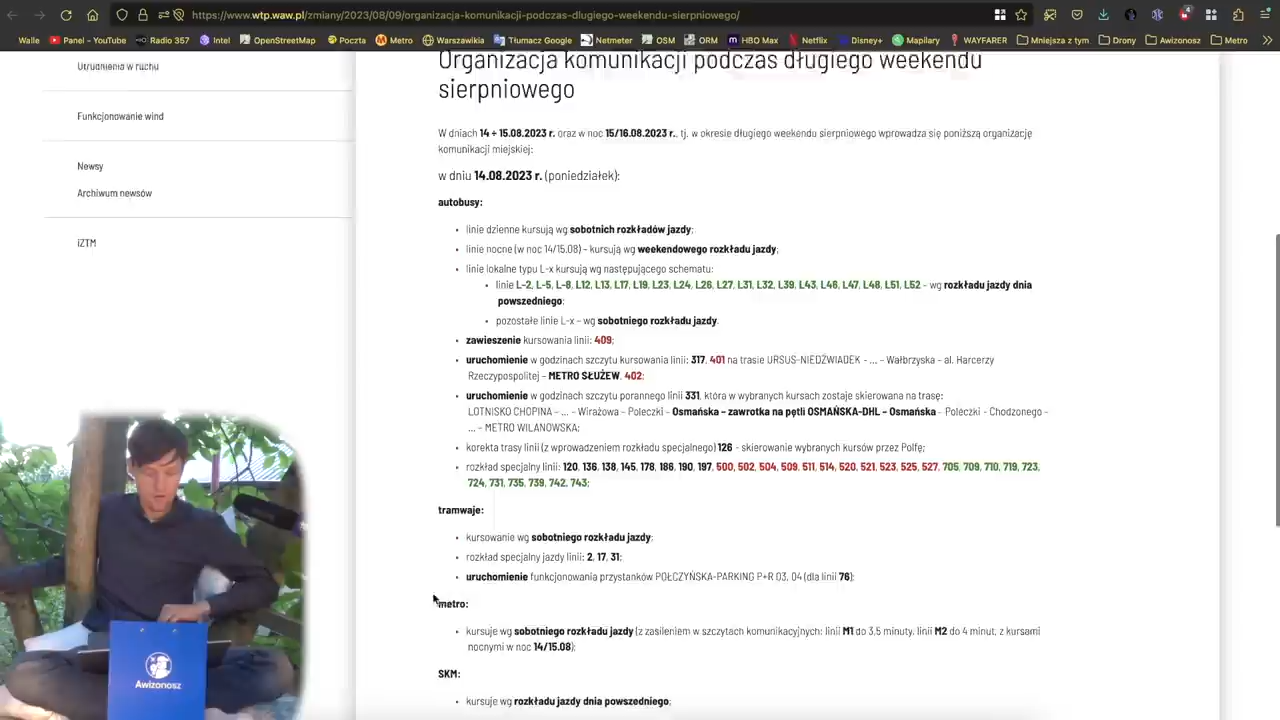 https://www.wtp.waw.pl/zmiany/2023/08/09/organizacja-komunikacji-podczas-dlugiego-weekendu-sierpniowego/
Walle Panel - YouTube Radio 357 Intel OpenStreetMap Poczta Metro Warszawikia Tłumacz Google Netmeter OSM ORM HBO Max Netflix Disney+ Mapilary WAYFARER Mniejsza z tym Drony Awizonosz Metro
Utrudnienia w ruchu
Funkcjonowanie wind
Newsy
Archiwum newsów
iZTM
Organizacja komunikacji podczas długiego weekendu
sierpniowego
W dniach 14 ÷ 15.08.2023 r. oraz w noc 15/16.08.2023 r., tj. w okresie długiego weekendu sierpniowego wprowadza się poniższą organizację
komunikacji miejskiej:
w dniu 14.08.2023 r. (poniedziałek):
autobusy:
linie dzienne kursują wg sobotnich rozkładów jazdy;
linie nocne (w noc 14/15.08) – kursują wg weekendowego rozkładu jazdy;
linie lokalne typu L-x kursują wg następującego schematu:
linie L-2, L-5, L-8, L12, L13, L17, L19, L23, L24, L26, L27, L31, L32, L39, L43, L46, L47, L48, L51, L52 – wg rozkładu jazdy dnia
powszedniego;
pozostałe linie L-x – wg sobotniego rozkładu jazdy.
zawieszenie kursowania linii: 409;
uruchomienie w godzinach szczytu kursowania linii: 317, 401 na trasie URSUS-NIEDŹWIADEK - … – Wałbrzyska – al. Harcerzy
Rzeczypospolitej – METRO SŁUŻEW, 402;
uruchomienie w godzinach szczytu porannego linii 331, która w wybranych kursach zostaje skierowana na trasę:
LOTNISKO CHOPINA – … – Wirażowa – Poleczki – Osmańska – zawrotka na pętli OSMAŃSKA-DHL – Osmańska – Poleczki - Chodzonego -
… – METRO WILANOWSKA;
korekta trasy linii (z wprowadzeniem rozkładu specjalnego) 126 - skierowanie wybranych kursów przez Polfę;
rozkład specjalny linii: 120, 136, 138, 145, 178, 186, 190, 197, 500, 502, 504, 509, 511, 514, 520, 521, 523, 525, 527, 705, 709, 710, 719, 723,
724, 731, 735, 739, 742, 743;
tramwaje:
kursowanie wg sobotniego rozkładu jazdy;
rozkład specjalny jazdy linii: 2, 17, 31;
uruchomienie funkcjonowania przystanków POŁCZYŃSKA-PARKING P+R 03, 04 (dla linii 76);
metro:
kursuje wg sobotniego rozkładu jazdy (z zasileniem w szczytach komunikacyjnych: linii M1 do 3,5 minuty, linii M2 do 4 minut, z kursami
nocnymi w noc 14/15.08);
SKM:
kursuje wg rozkładu jazdy dnia powszedniego;
Awizonosz